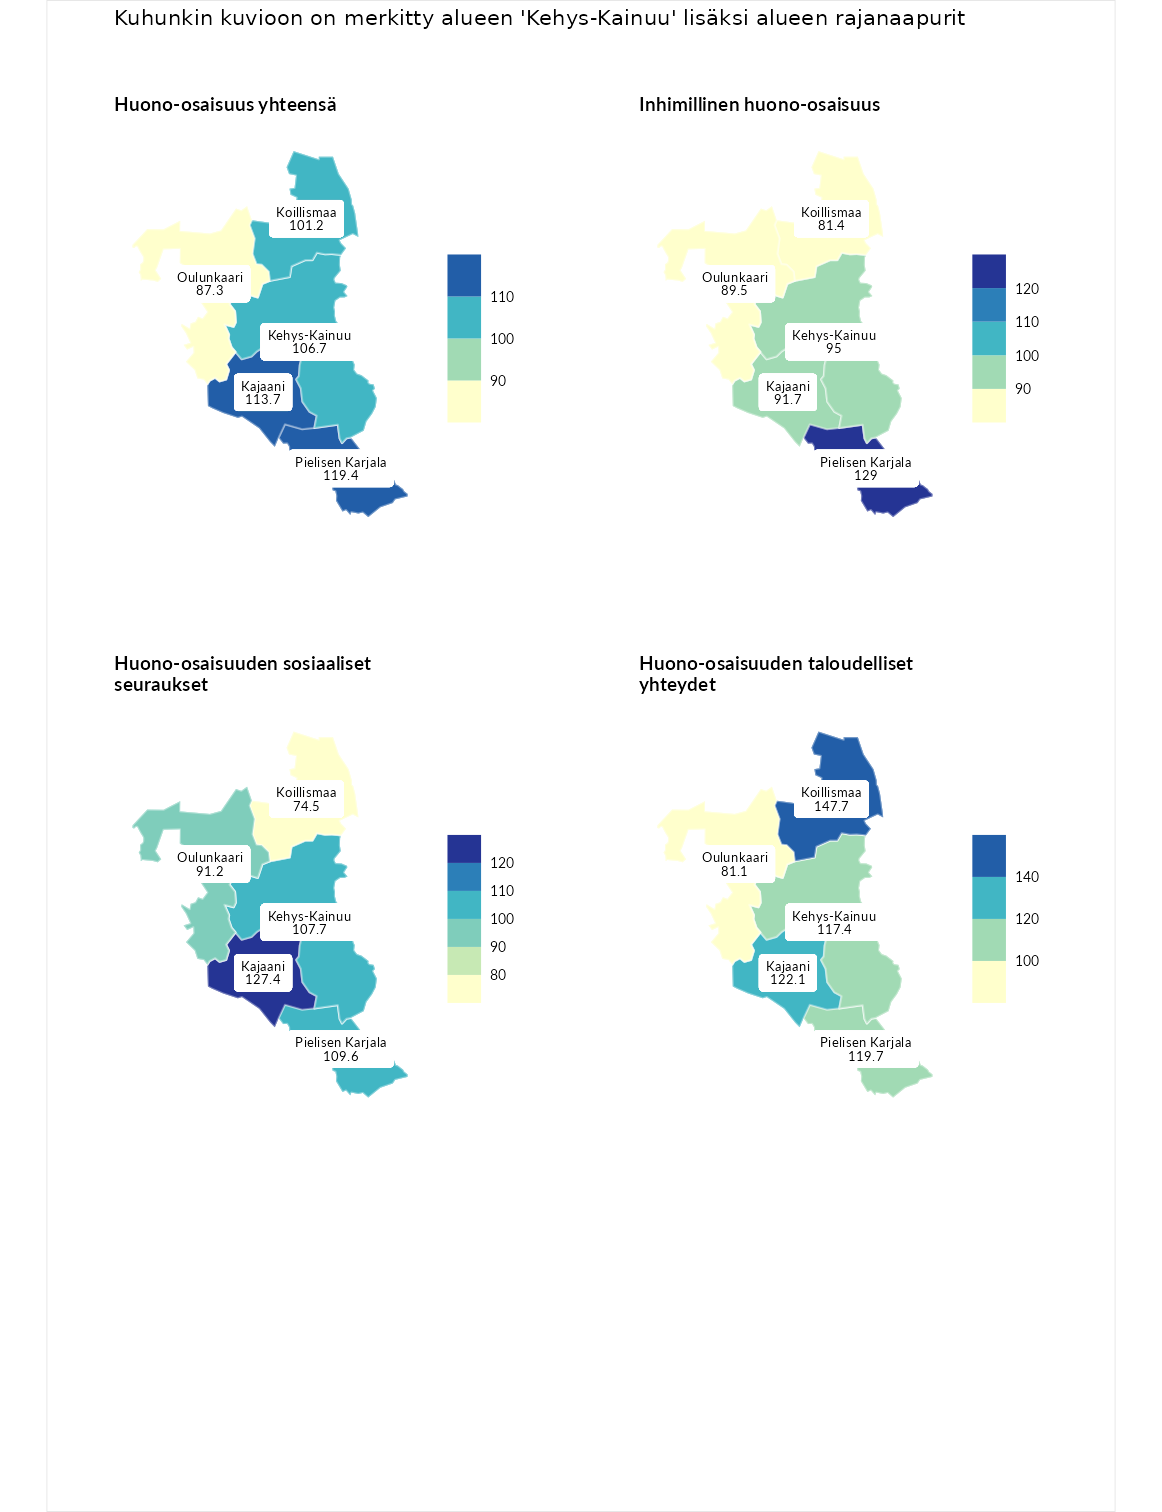 Kuhunkin kuvioon on merkitty alueen 'Kehys-Kainuu' lisäksi alueen rajanaapurit
Huono-osaisuus yhteensä
Koillismaa
101.2
Oulunkaari
87.3
Kehys-Kainuu
106.7
Kajaani
113.7
Pielisen Karjala
119.4
110
100
90
Inhimillinen huono-osaisuus
Koillismaa
81.4
Oulunkaari
89.5
Kehys-Kainuu
95
Kajaani
91.7
Pielisen Karjala
129
120
110
100
90
Huono-osaisuuden sosiaaliset
seuraukset
Koillismaa
74.5
Oulunkaari
91.2
Kehys-Kainuu
107.7
Kajaani
127.4
Pielisen Karjala
109.6
120
110
100
90
80
Huono-osaisuuden taloudelliset
yhteydet
Koillismaa
147.7
Oulunkaari
81.1
Kehys-Kainuu
117.4
Kajaani
122.1
Pielisen Karjala
119.7
140
120
100